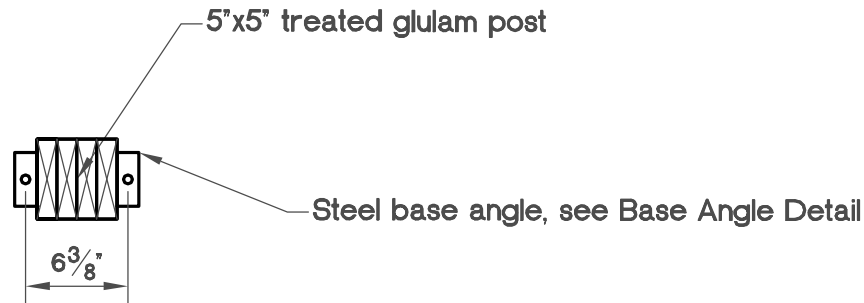 5"x5" treated glulam post
Steel base angle, see Base Angle Detail
6 3/8"